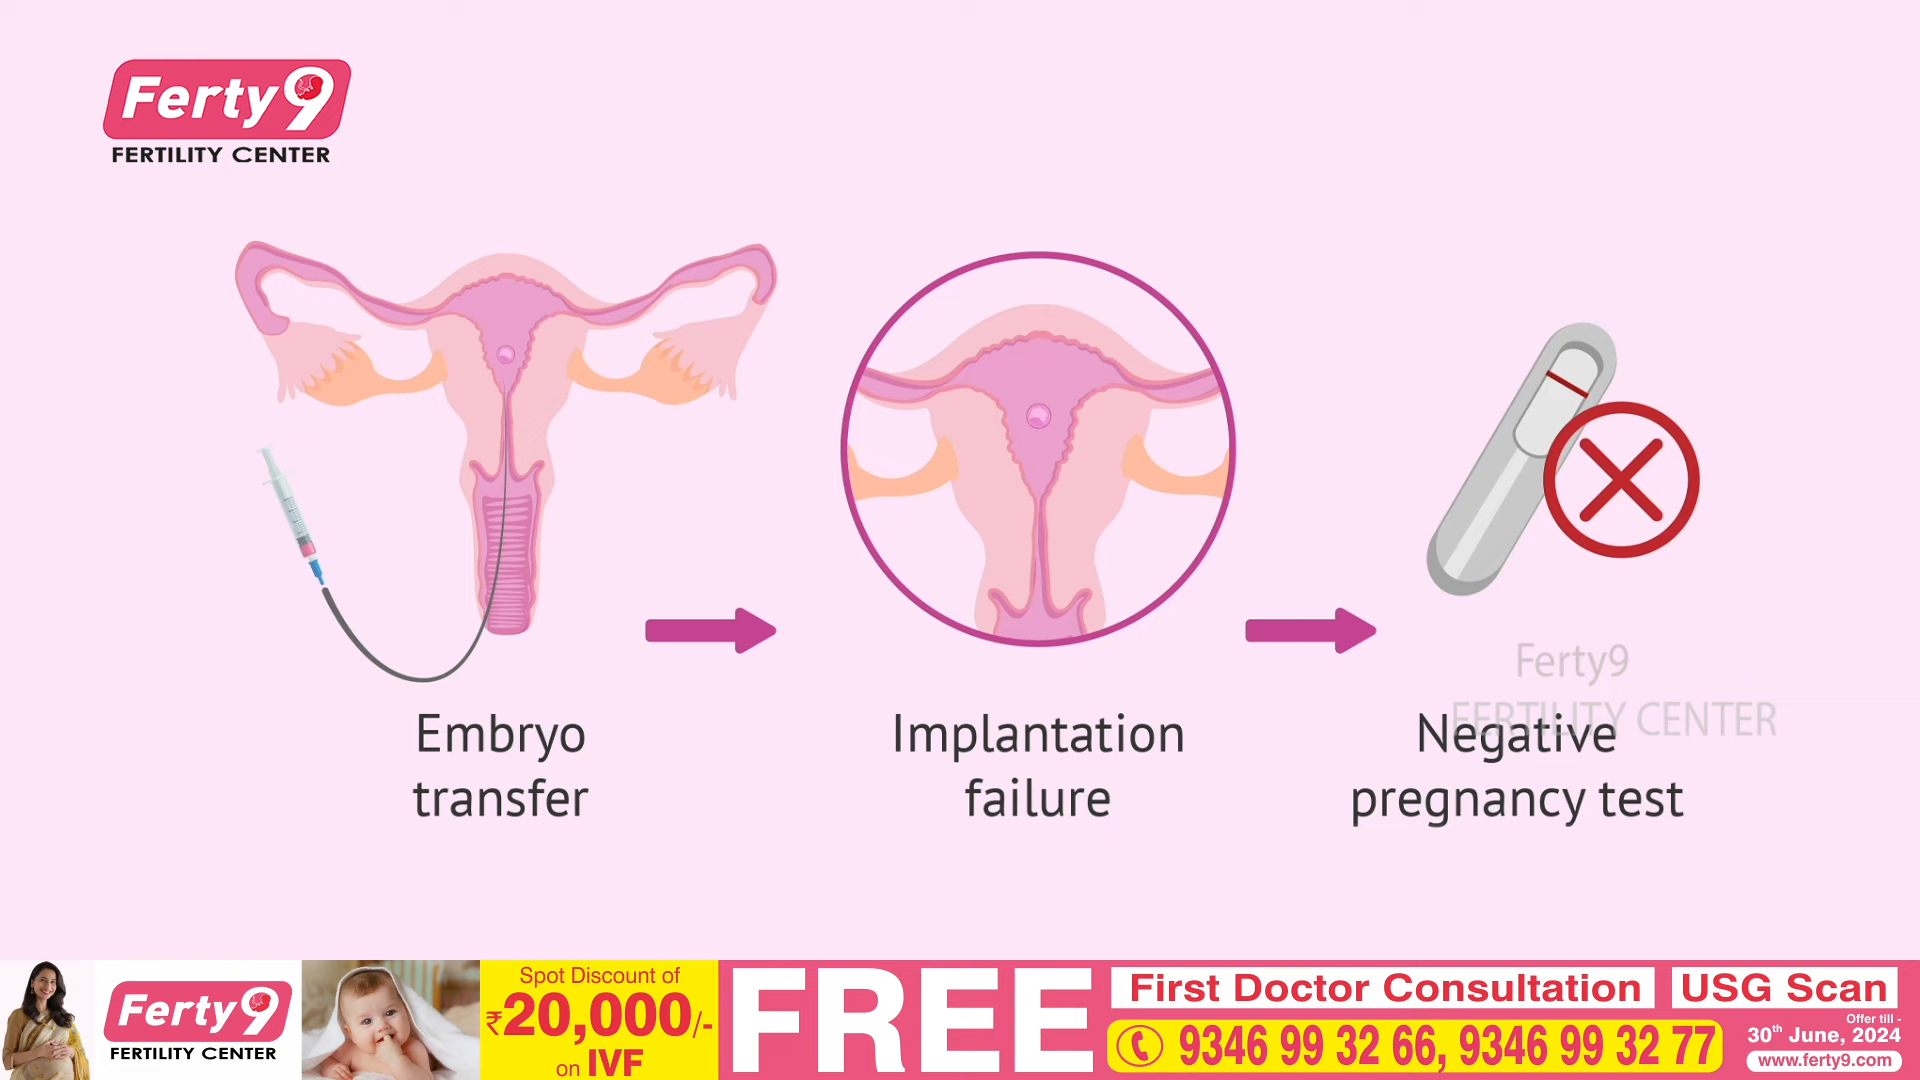 Ferty9
FERTILITY CENTER
Embryo
transfer
Implantation
failure
Negative
pregnancy test
Ferty9
FERTILITY CENTER
Ferty9
FERTILITY CENTER
Spot Discount of
₹20,000/-
on IVF
FREE
First Doctor Consultation
USG Scan
9346 99 32 66, 9346 99 32 77
Offer till -
30th June, 2024
www.ferty9.com